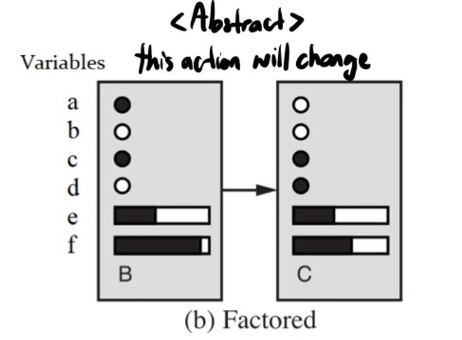 <Abstract>
this action will change
Variables
a
b
c
d
e
f
B
C
(b) Factored